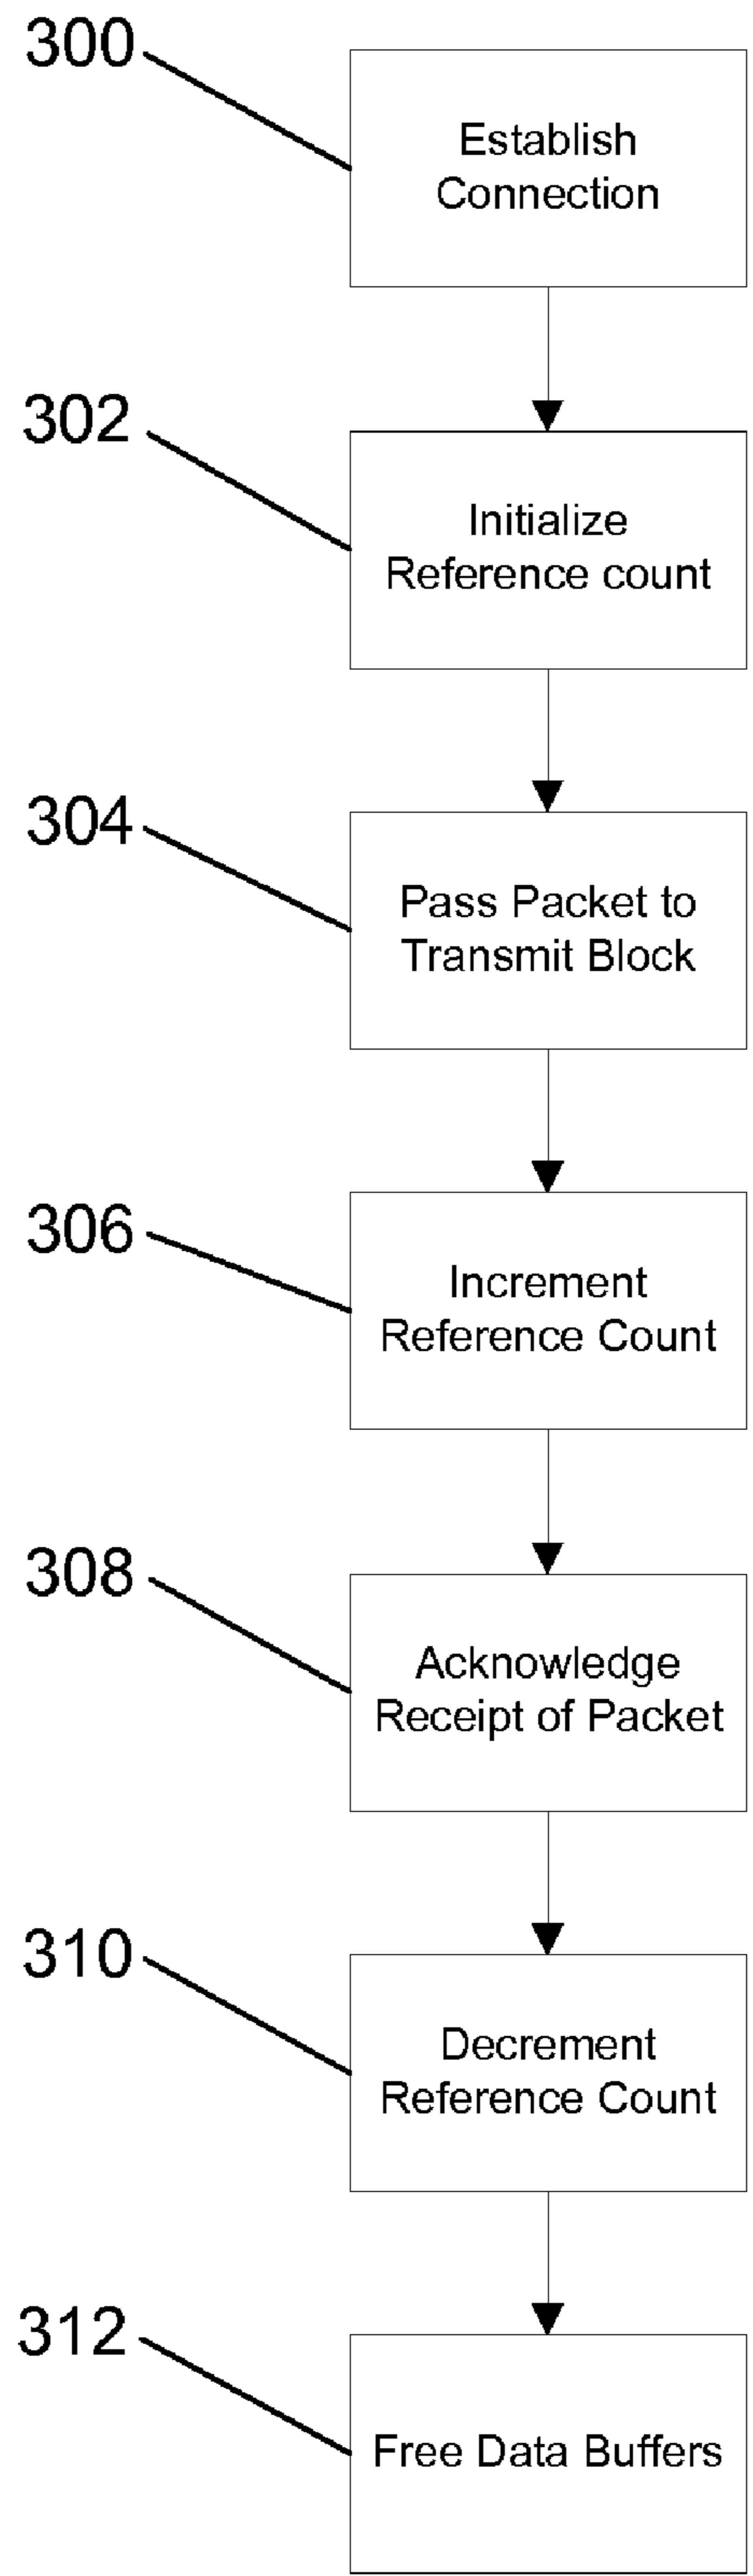 300
Establish
Connection
302
Initialize
Reference count
304
Pass Packet to
Transmit Block
306
Increment
Reference Count
308
Acknowledge
Receipt of Packet
310
Decrement
Reference Count
312
Free Data Buffers